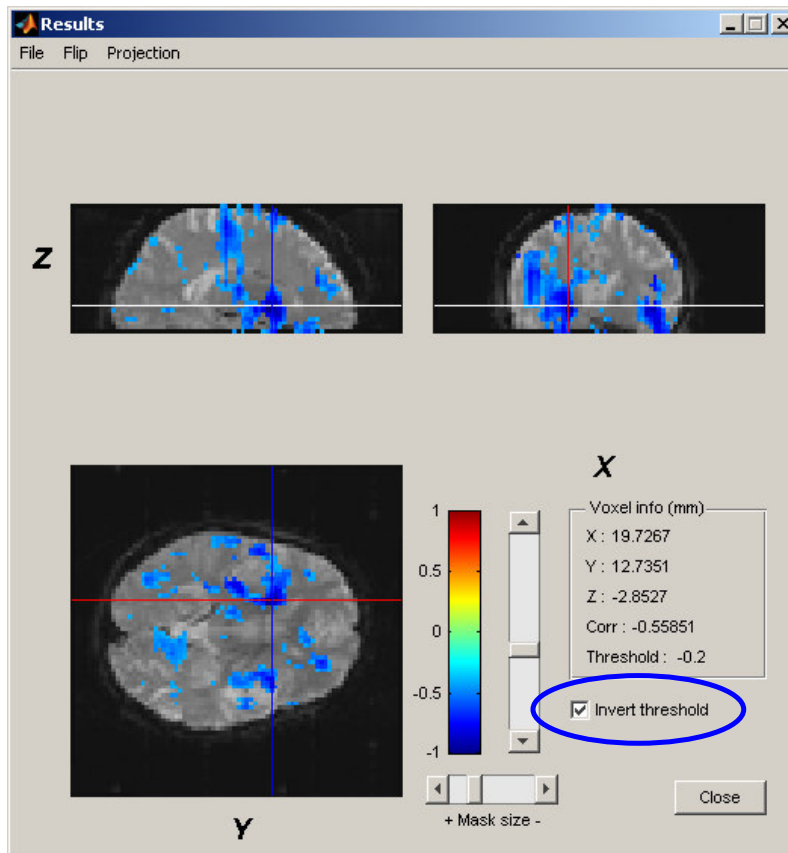 Results
File Flip Projection
Z
X
Y
1
0.5
0
-0.5
-1
+ Mask size -
Voxel info (mm)
X : 19.7267
Y : 12.7351
Z : -2.8527
Corr : -0.55851
Threshold : -0.2
Invert threshold
Close